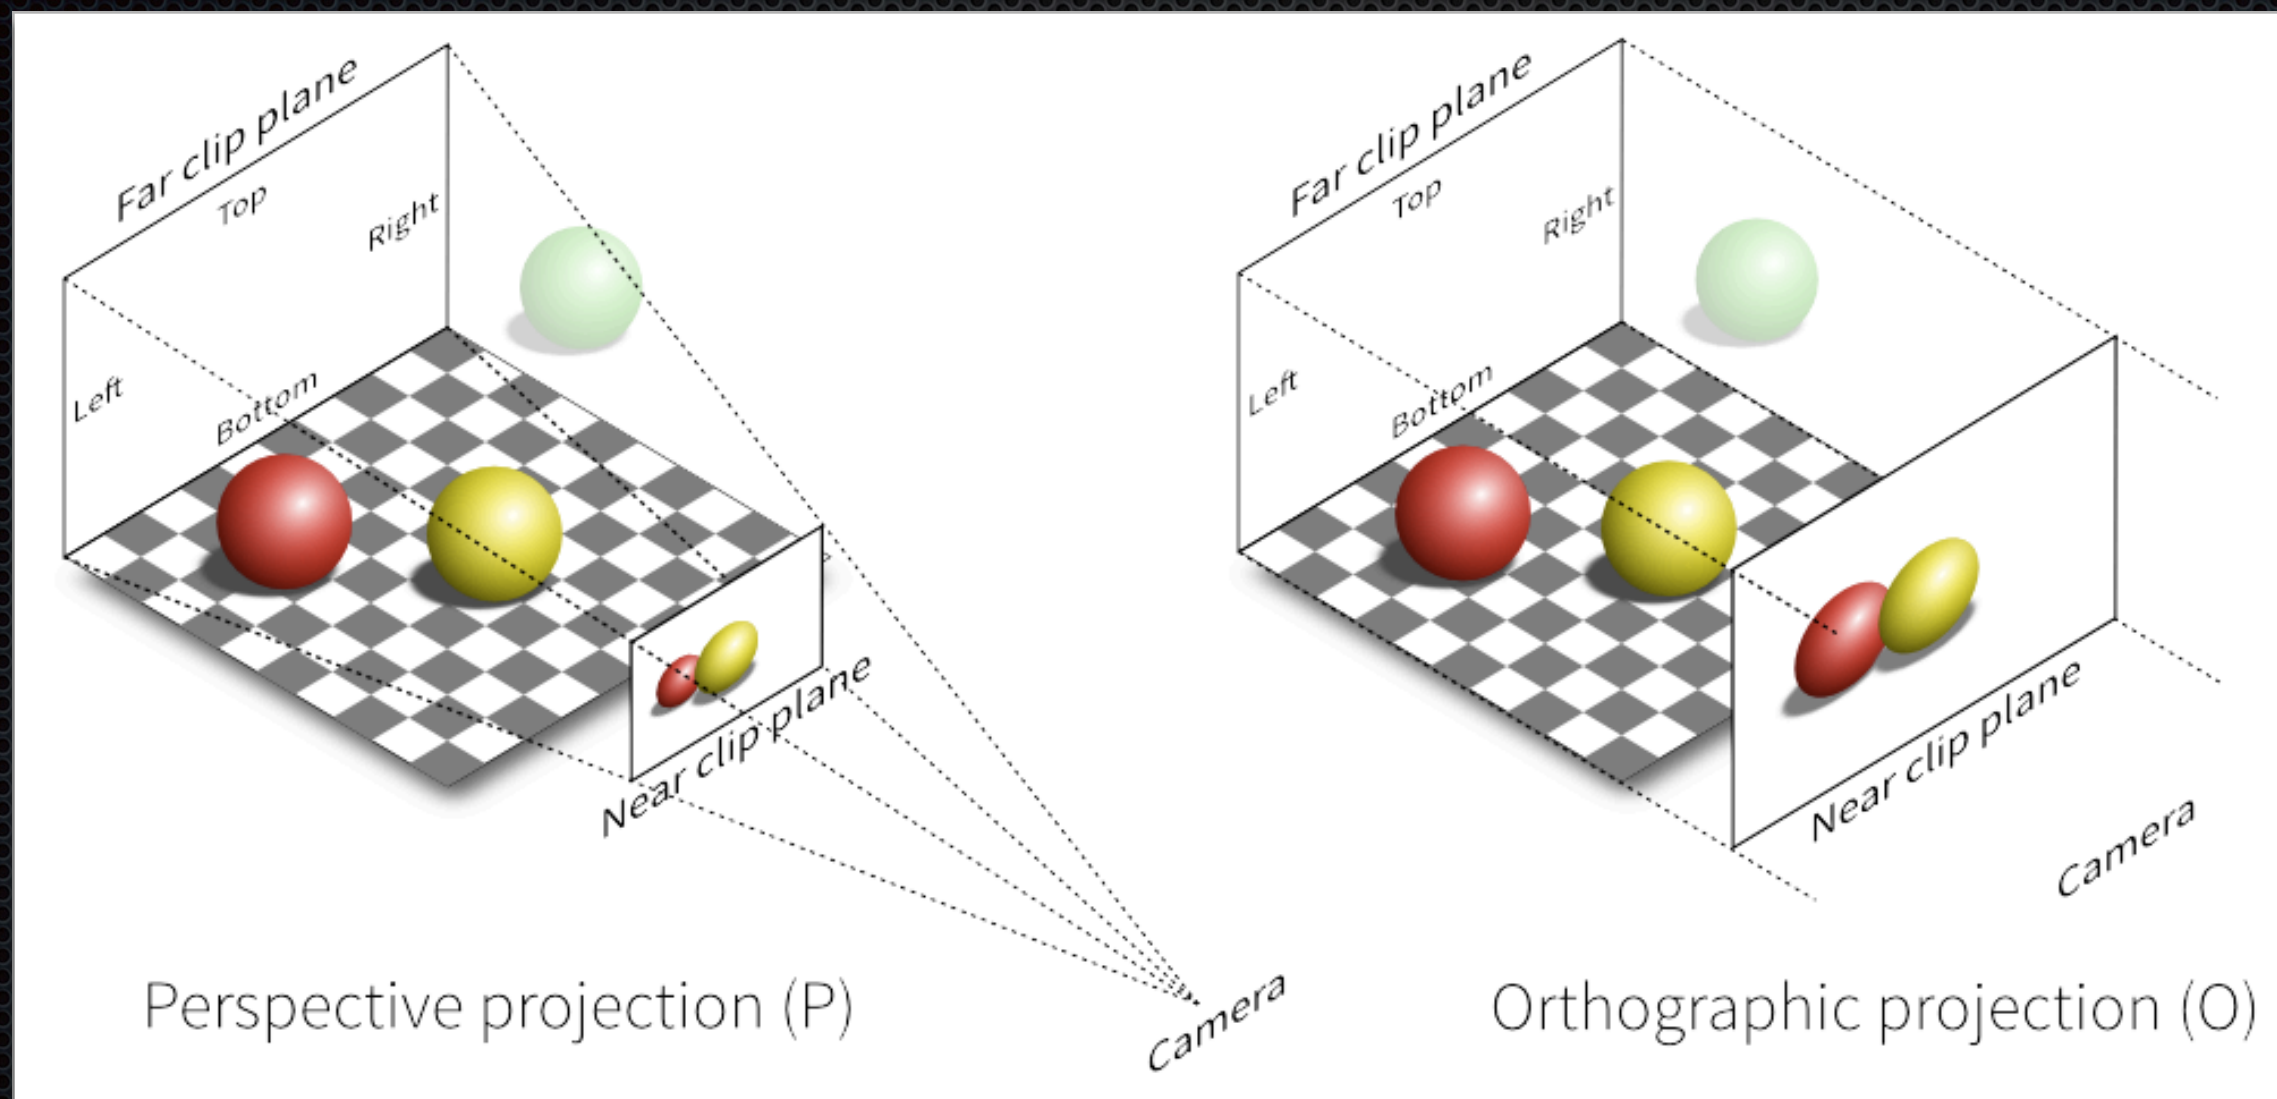 Far clip plane
Top
Right
Left
Bottom
Near clip plane
Camera
Perspective projection (P)
Far clip plane
Top
Right
Left
Bottom
Near clip plane
Camera
Orthographic projection (O)